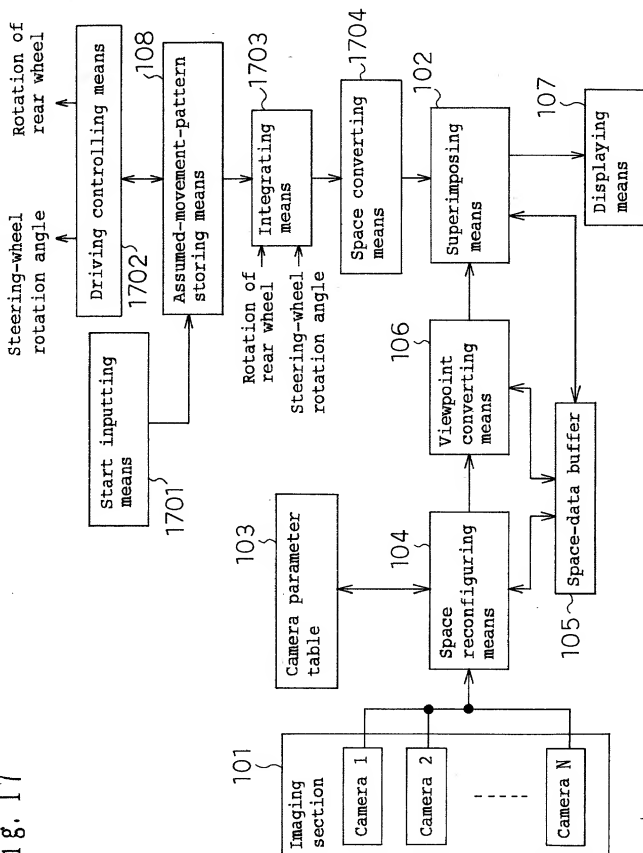 ig. 17
Steering-wheel
rotation angle
Rotation of
rear wheel
Start inputting
means
1701
Driving controlling means
1702
Assumed-movement-pattern
storing means
108
Rotation of
rear wheel
Steering-wheel
rotation angle
Integrating
means
1703
Space converting
means
1704
101
Imaging
section
Camera 1
Camera 2
Camera N
103
Camera parameter
table
104
Space
reconfiguring
means
106
Viewpoint
converting
means
102
Superimposing
means
105
Space-data buffer
107
Displaying
means